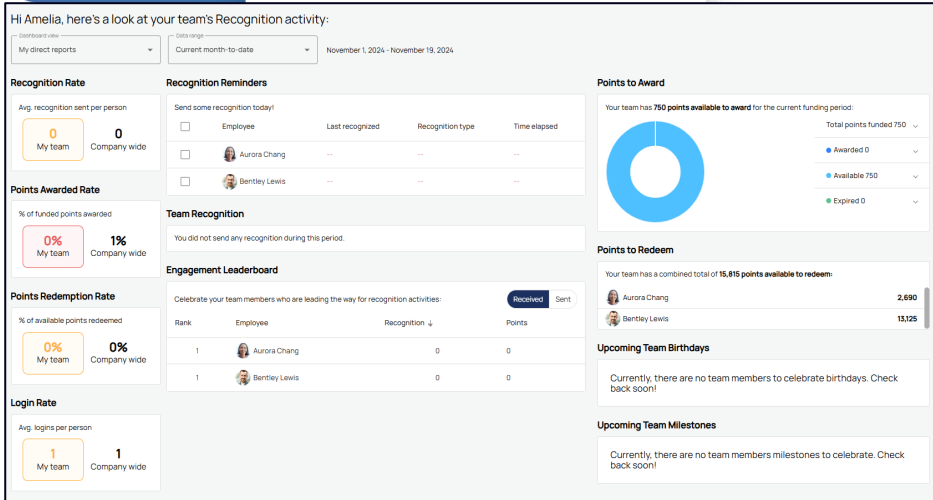 Hi Amelia, here's a look at your team's Recognition activity:
Dashboard view
My direct reports
Data range
Current month-to-date
November 1, 2024 - November 19, 2024
Recognition Rate
Avg. recognition sent per person
0 0
My team Company wide
Points Awarded Rate
% of funded points awarded
0% 1%
My team Company wide
Points Redemption Rate
% of available points redeemed
0% 0%
My team Company wide
Login Rate
Avg. logins per person
1 1
My team Company wide
Recognition Reminders
Send some recognition today!
Employee Last recognized Recognition type Time elapsed
Aurora Chang -- -- --
Bentley Lewis -- -- --
Team Recognition
You did not send any recognition during this period.
Engagement Leaderboard
Celebrate your team members who are leading the way for recognition activities:
Received Sent
Rank Employee Recognition ↓ Points
1 Aurora Chang 0 0
1 Bentley Lewis 0 0
Points to Award
Your team has 750 points available to award for the current funding period:
Total points funded 750
Awarded 0
Available 750
Expired 0
Points to Redeem
Your team has a combined total of 15,815 points available to redeem:
Aurora Chang 2,690
Bentley Lewis 13,125
Upcoming Team Birthdays
Currently, there are no team members to celebrate birthdays. Check
back soon!
Upcoming Team Milestones
Currently, there are no team members milestones to celebrate. Check
back soon!